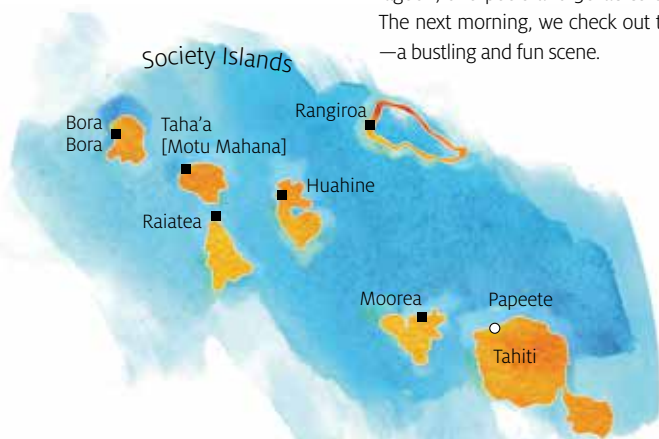 The next morning, we check out t
—a bustling and fun scene.
Society Islands
Rangiroa
Bora
Bora
Taha'a
[Motu Mahana]
Huahine
Raiatea
Moorea
Papeete
Tahiti